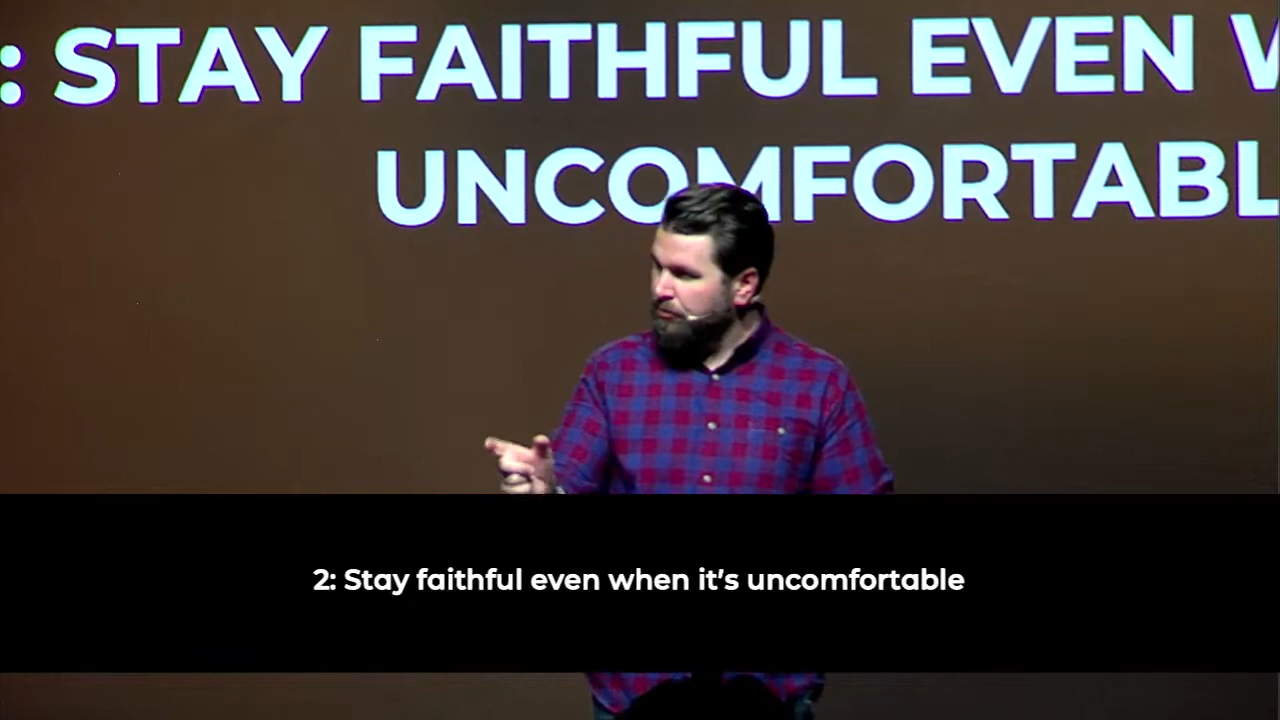 : STAY FAITHFUL EVEN W
UNCOMFORTABL
2: Stay faithful even when it's uncomfortable